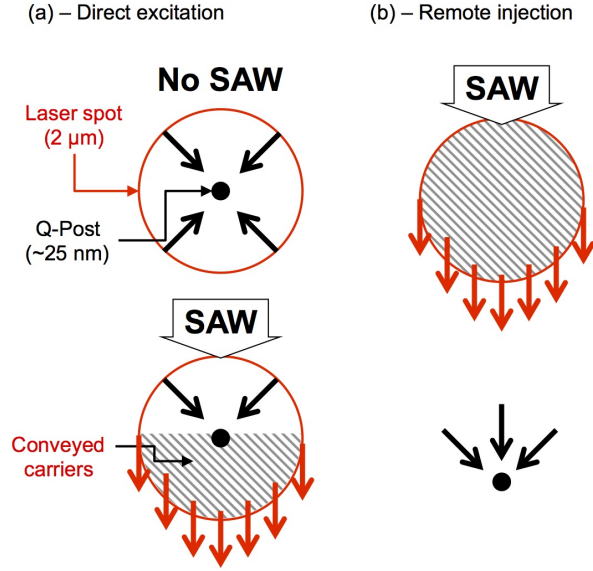 (a) – Direct excitation
(b) – Remote injection
No SAW
SAW
Laser spot
(2 µm)
Q-Post
(~25 nm)
SAW
Conveyed
carriers